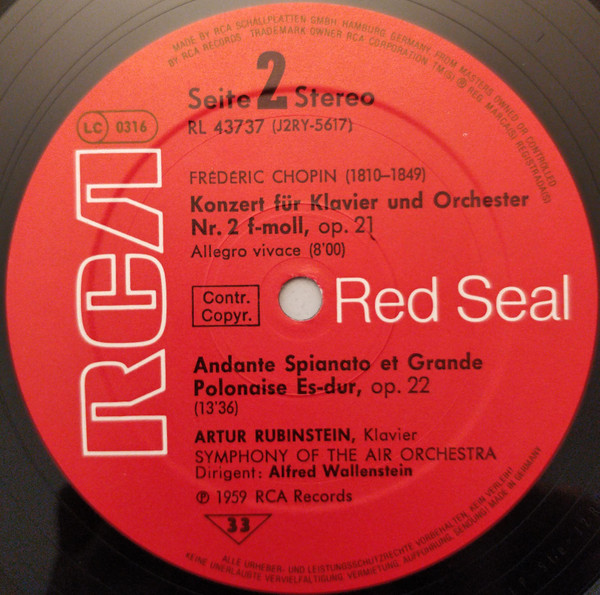 MADE BY RCA SCHALLPLATTEN GMBH, HAMBURG, GERMANY, FROM MASTERS OWNED OR CONTROLLED
BY RCA RECORDS TRADEMARK OWNER RCA CORPORATION TM(S) ® REG. MARCA(S) REGISTRADA(S)
Seite 2 Stereo
LC 0316
RL 43737 (J2RY-5617)
RCA
FRÉDÉRIC CHOPIN (1810–1849)
Konzert für Klavier und Orchester
Nr. 2 f-moll, op. 21
Allegro vivace (8'00)
Contr.
Copyr.
Red Seal
Andante Spianato et Grande
Polonaise Es-dur, op. 22
(13'36)
ARTUR RUBINSTEIN, Klavier
SYMPHONY OF THE AIR ORCHESTRA
Dirigent: Alfred Wallenstein
℗ 1959 RCA Records
33
ALLE URHEBER- UND LEISTUNGSSCHUTZRECHTE VORBEHALTEN. KEIN VERLEIH!
KEINE UNERLAUBTE VERVIELFÄLTIGUNG, VERMIETUNG, AUFFÜHRUNG, SENDUNG! MADE IN GERMANY